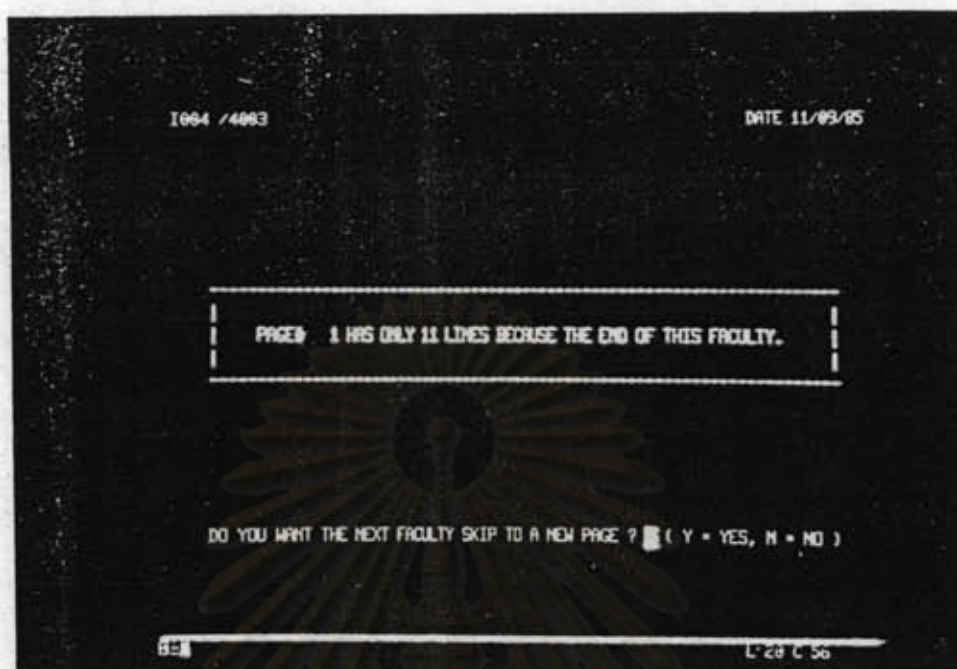 I004 /4003 DATE 11/09/85
PAGE# 1 HAS ONLY 11 LINES BECAUSE THE END OF THIS FACULTY.
DO YOU WANT THE NEXT FACULTY SKIP TO A NEW PAGE ? ( Y = YES, N = NO )
L 20 C 56